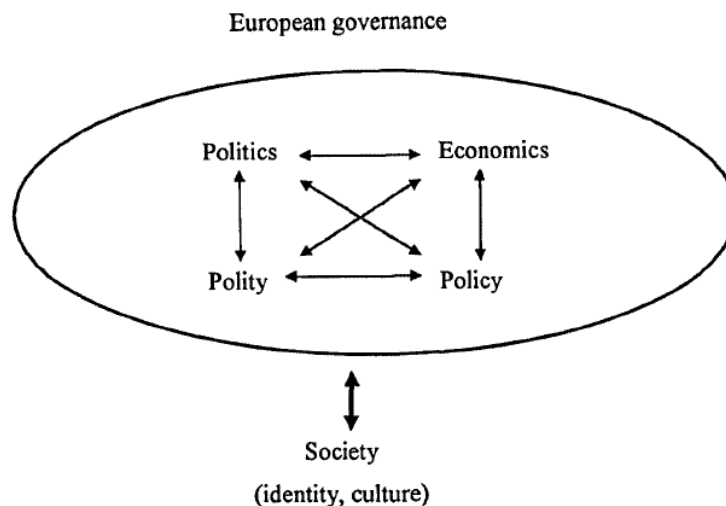 European governance
Politics
Economics
Polity
Policy
Society
(identity, culture)